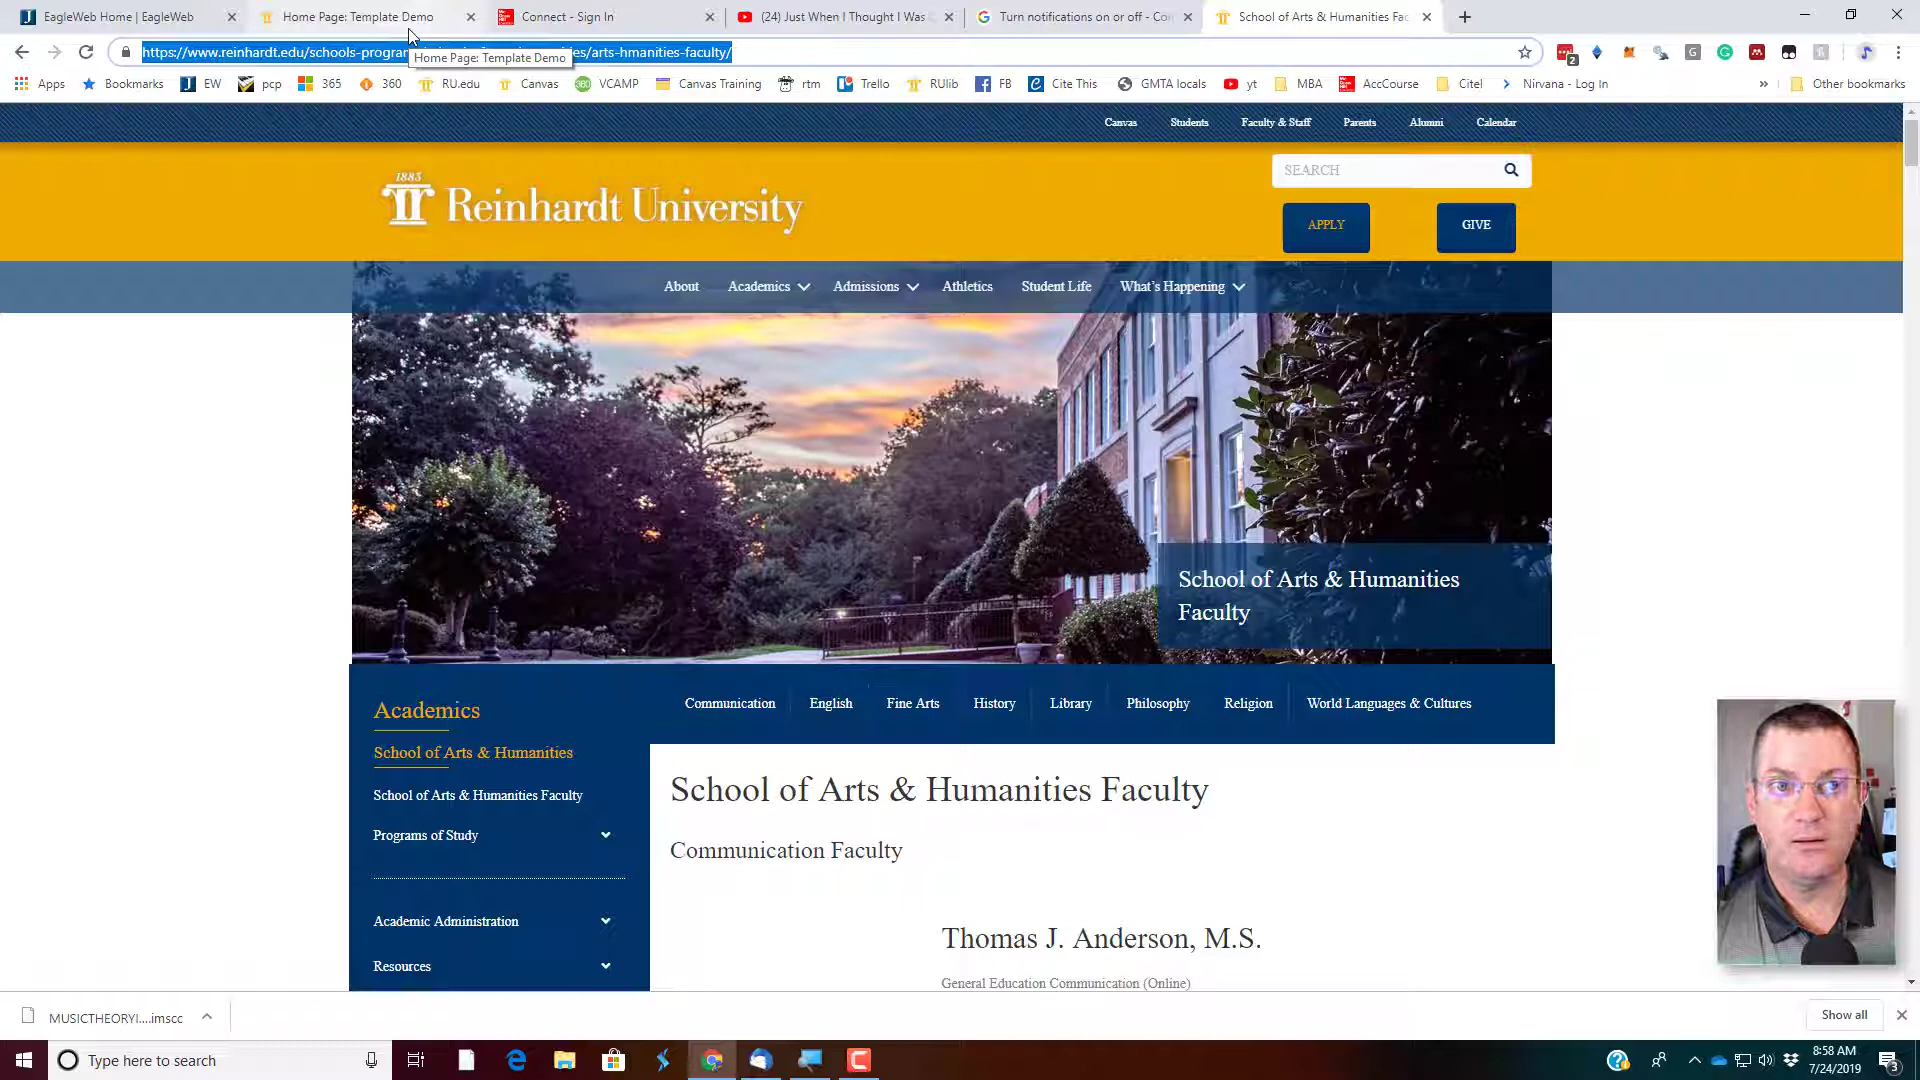 EagleWeb Home | EagleWeb
Home Page: Template Demo
Connect - Sign In
(24) Just When I Thought I Was
Turn notifications on or off - Co
School of Arts & Humanities Fac
https://www.reinhardt.edu/schools-progra
ies/arts-hmanities-faculty/
Home Page: Template Demo
Apps
Bookmarks
EW
pcp
365
360
RU.edu
Canvas
VCAMP
Canvas Training
rtm
Trello
RUlib
FB
Cite This
GMTA locals
yt
MBA
AccCourse
Citel
Nirvana - Log In
»
Other bookmarks
Canvas
Students
Faculty & Staff
Parents
Alumni
Calendar
1883
Reinhardt University
SEARCH
APPLY
GIVE
About
Academics
Admissions
Athletics
Student Life
What's Happening
School of Arts & Humanities
Faculty
Communication
English
Fine Arts
History
Library
Philosophy
Religion
World Languages & Cultures
Academics
School of Arts & Humanities
School of Arts & Humanities Faculty
Programs of Study
Academic Administration
Resources
School of Arts & Humanities Faculty
Communication Faculty
Thomas J. Anderson, M.S.
General Education Communication (Online)
MUSICTHEORYI....imscc
Show all
Type here to search
8:58 AM
7/24/2019
3